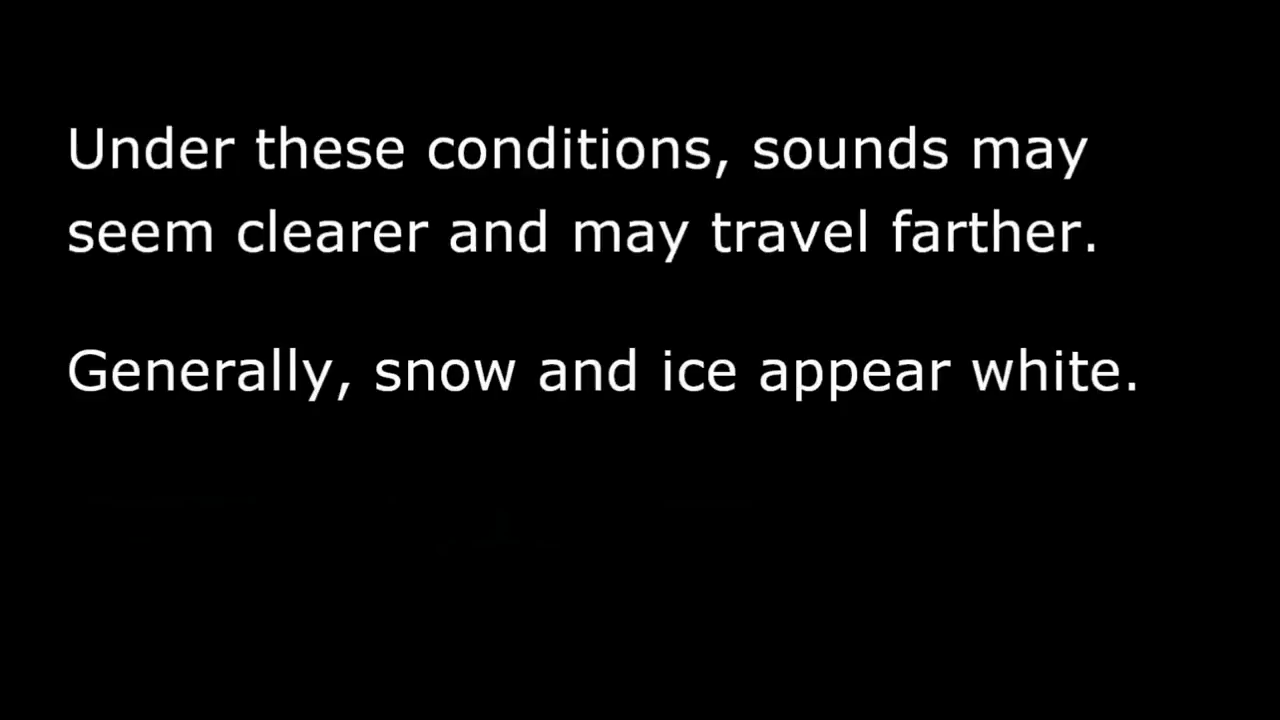 Under these conditions, sounds may
seem clearer and may travel farther.
Generally, snow and ice appear white.